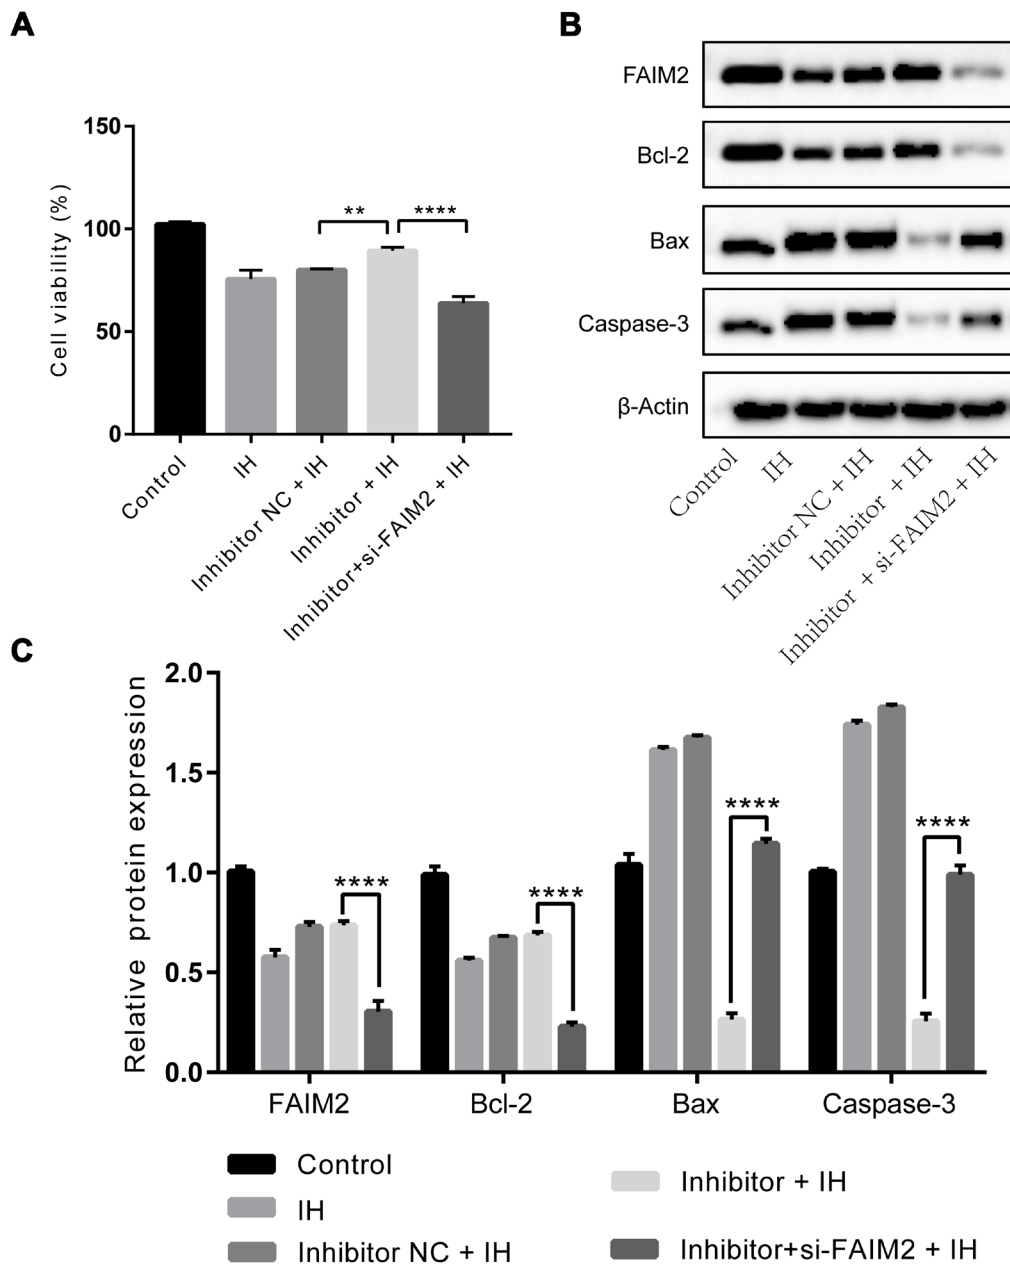 A
150
100
50
0
Cell viability (%)
**
****
Control
IH
Inhibitor NC + IH
Inhibitor + IH
Inhibitor+si-FAIM2 + IH
B
FAIM2
Bcl-2
Bax
Caspase-3
β-Actin
Control
IH
Inhibitor NC + IH
Inhibitor + IH
Inhibitor + si-FAIM2 + IH
C
2.0
1.5
1.0
0.5
0.0
Relative protein expression
****
****
****
****
FAIM2
Bcl-2
Bax
Caspase-3
Control
IH
Inhibitor NC + IH
Inhibitor + IH
Inhibitor+si-FAIM2 + IH